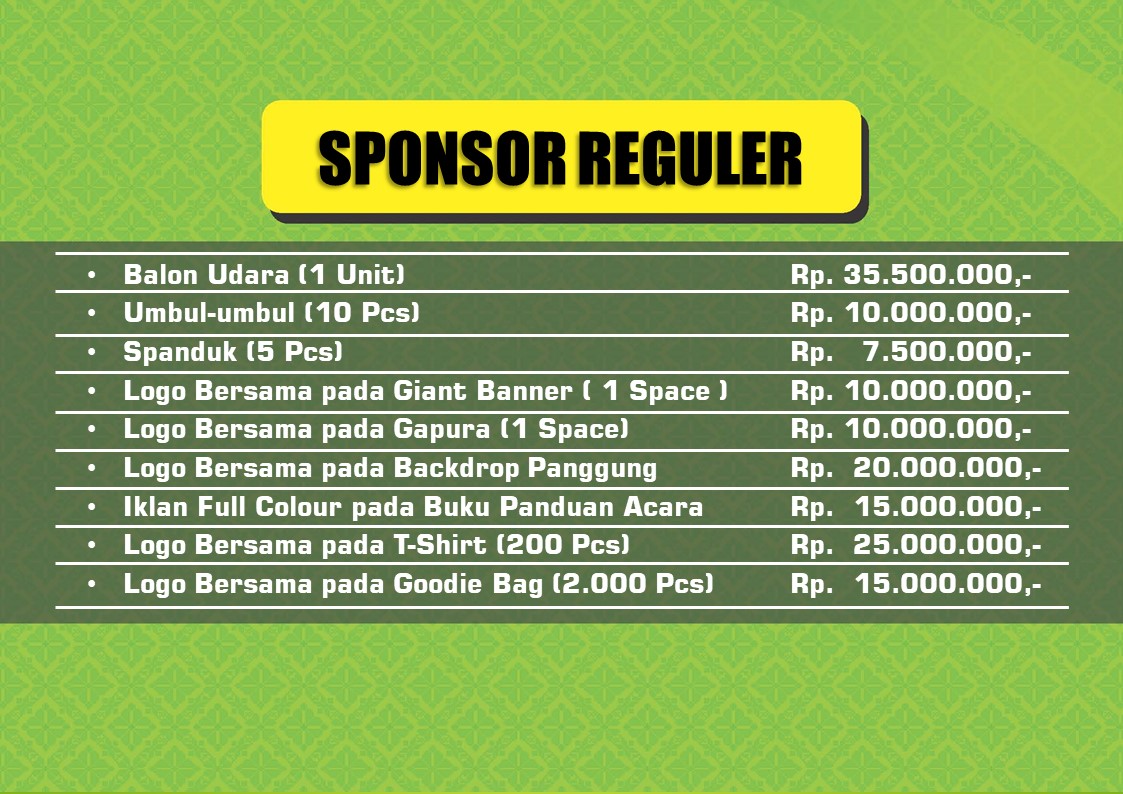 SPONSOR REGULER
• Balon Udara (1 Unit) Rp. 35.500.000,-
• Umbul-umbul (10 Pcs) Rp. 10.000.000,-
• Spanduk (5 Pcs) Rp. 7.500.000,-
• Logo Bersama pada Giant Banner ( 1 Space ) Rp. 10.000.000,-
• Logo Bersama pada Gapura (1 Space) Rp. 10.000.000,-
• Logo Bersama pada Backdrop Panggung Rp. 20.000.000,-
• Iklan Full Colour pada Buku Panduan Acara Rp. 15.000.000,-
• Logo Bersama pada T-Shirt (200 Pcs) Rp. 25.000.000,-
• Logo Bersama pada Goodie Bag (2.000 Pcs) Rp. 15.000.000,-